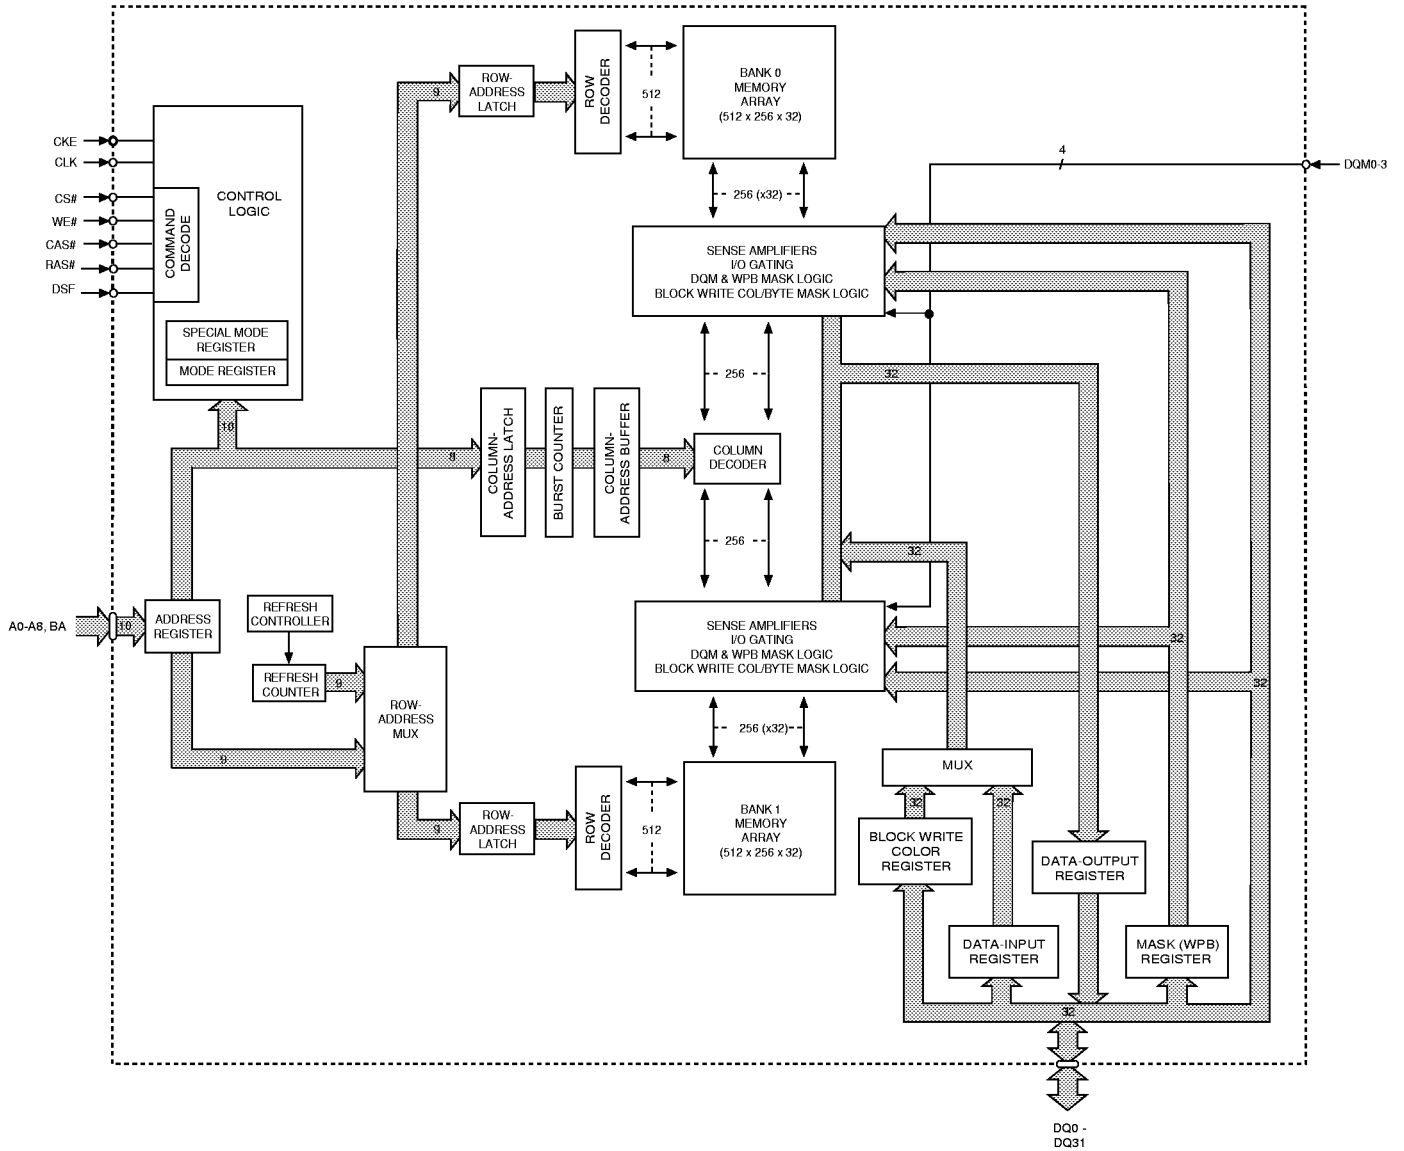 CKE
CLK
CS#
WE#
CAS#
RAS#
DSF
CONTROL
LOGIC
COMMAND
DECODE
SPECIAL MODE
REGISTER
MODE REGISTER
10
9
ROW-
ADDRESS
LATCH
ROW
DECODER
512
BANK 0
MEMORY
ARRAY
(512 x 256 x 32)
256 (x32)
4
DQM0-3
SENSE AMPLIFIERS
I/O GATING
DQM & WPB MASK LOGIC
BLOCK WRITE COL/BYTE MASK LOGIC
256
32
8
COLUMN-
ADDRESS LATCH
BURST COUNTER
COLUMN-
ADDRESS BUFFER
8
COLUMN
DECODER
256
32
A0-A8, BA
10
ADDRESS
REGISTER
REFRESH
CONTROLLER
REFRESH
COUNTER
9
9
ROW-
ADDRESS
MUX
SENSE AMPLIFIERS
I/O GATING
DQM & WPB MASK LOGIC
BLOCK WRITE COL/BYTE MASK LOGIC
32
32
256 (x32)
9
ROW-
ADDRESS
LATCH
ROW
DECODER
512
BANK 1
MEMORY
ARRAY
(512 x 256 x 32)
MUX
32
32
BLOCK WRITE
COLOR
REGISTER
DATA-OUTPUT
REGISTER
DATA-INPUT
REGISTER
MASK (WPB)
REGISTER
32
DQ0 -
DQ31